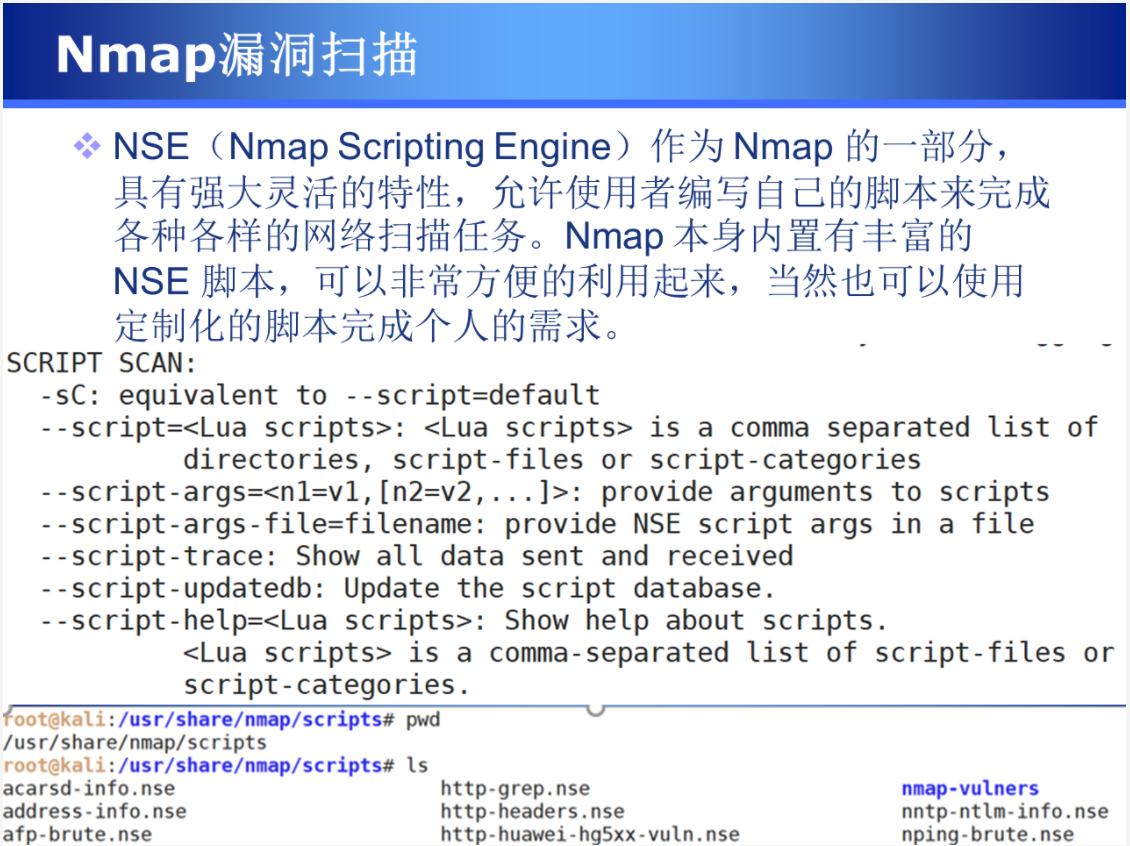 Nmap漏洞扫描
NSE（Nmap Scripting Engine）作为 Nmap 的一部分，
具有强大灵活的特性，允许使用者编写自己的脚本来完成
各种各样的网络扫描任务。Nmap 本身内置有丰富的
NSE 脚本，可以非常方便的利用起来，当然也可以使用
定制化的脚本完成个人的需求。
SCRIPT SCAN:
-sC: equivalent to --script=default
--script=<Lua scripts>: <Lua scripts> is a comma separated list of
directories, script-files or script-categories
--script-args=<n1=v1,[n2=v2,...]>: provide arguments to scripts
--script-args-file=filename: provide NSE script args in a file
--script-trace: Show all data sent and received
--script-updatedb: Update the script database.
--script-help=<Lua scripts>: Show help about scripts.
<Lua scripts> is a comma-separated list of script-files or
script-categories.
root@kali:/usr/share/nmap/scripts# pwd
/usr/share/nmap/scripts
root@kali:/usr/share/nmap/scripts# ls
acarsd-info.nse http-grep.nse nmap-vulners
address-info.nse http-headers.nse nntp-ntlm-info.nse
afp-brute.nse http-huawei-hg5xx-vuln.nse nping-brute.nse